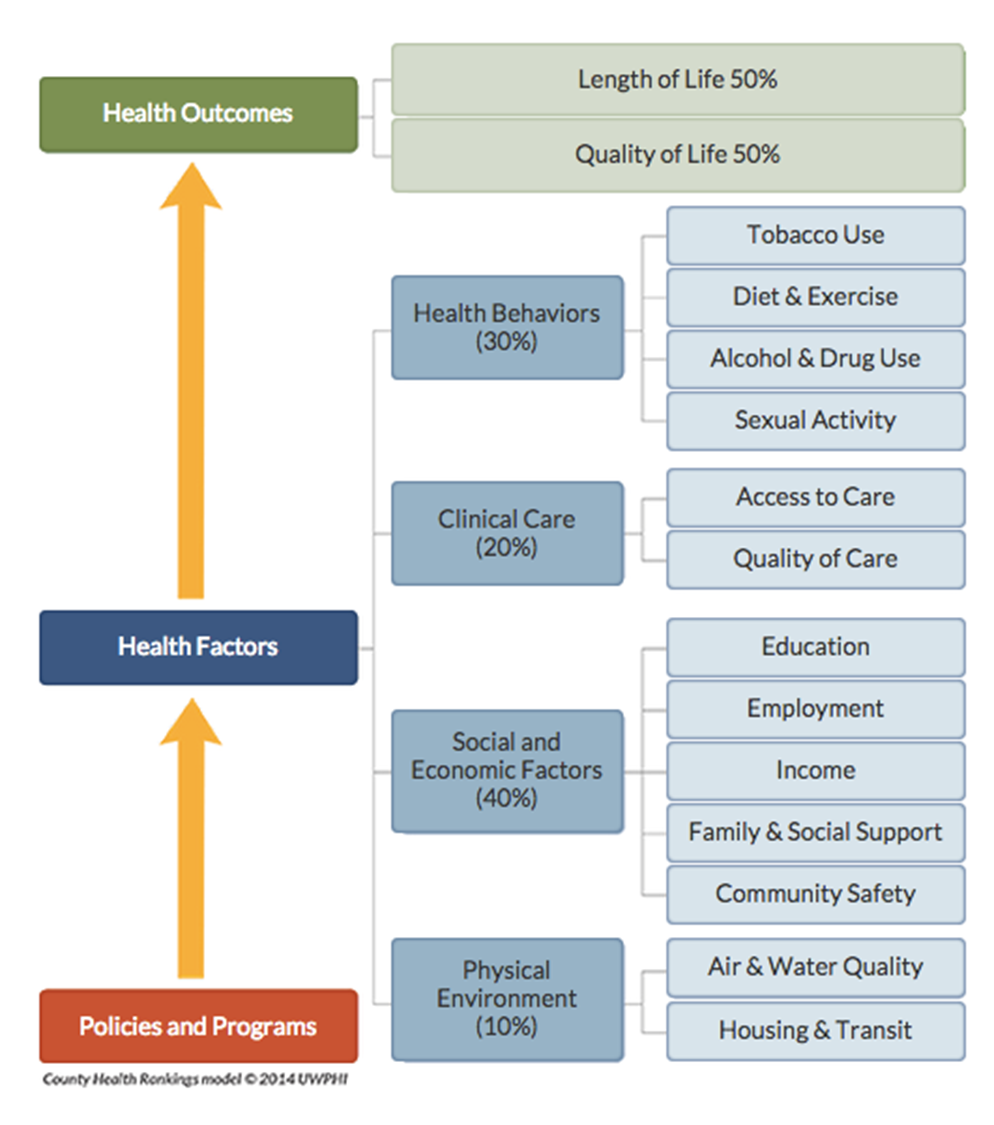 Health Outcomes
Length of Life 50%
Quality of Life 50%
Health Factors
Health Behaviors
(30%)
Tobacco Use
Diet & Exercise
Alcohol & Drug Use
Sexual Activity
Clinical Care
(20%)
Access to Care
Quality of Care
Social and
Economic Factors
(40%)
Education
Employment
Income
Family & Social Support
Community Safety
Physical
Environment
(10%)
Air & Water Quality
Housing & Transit
Policies and Programs
County Health Rankings model © 2014 UWPHI